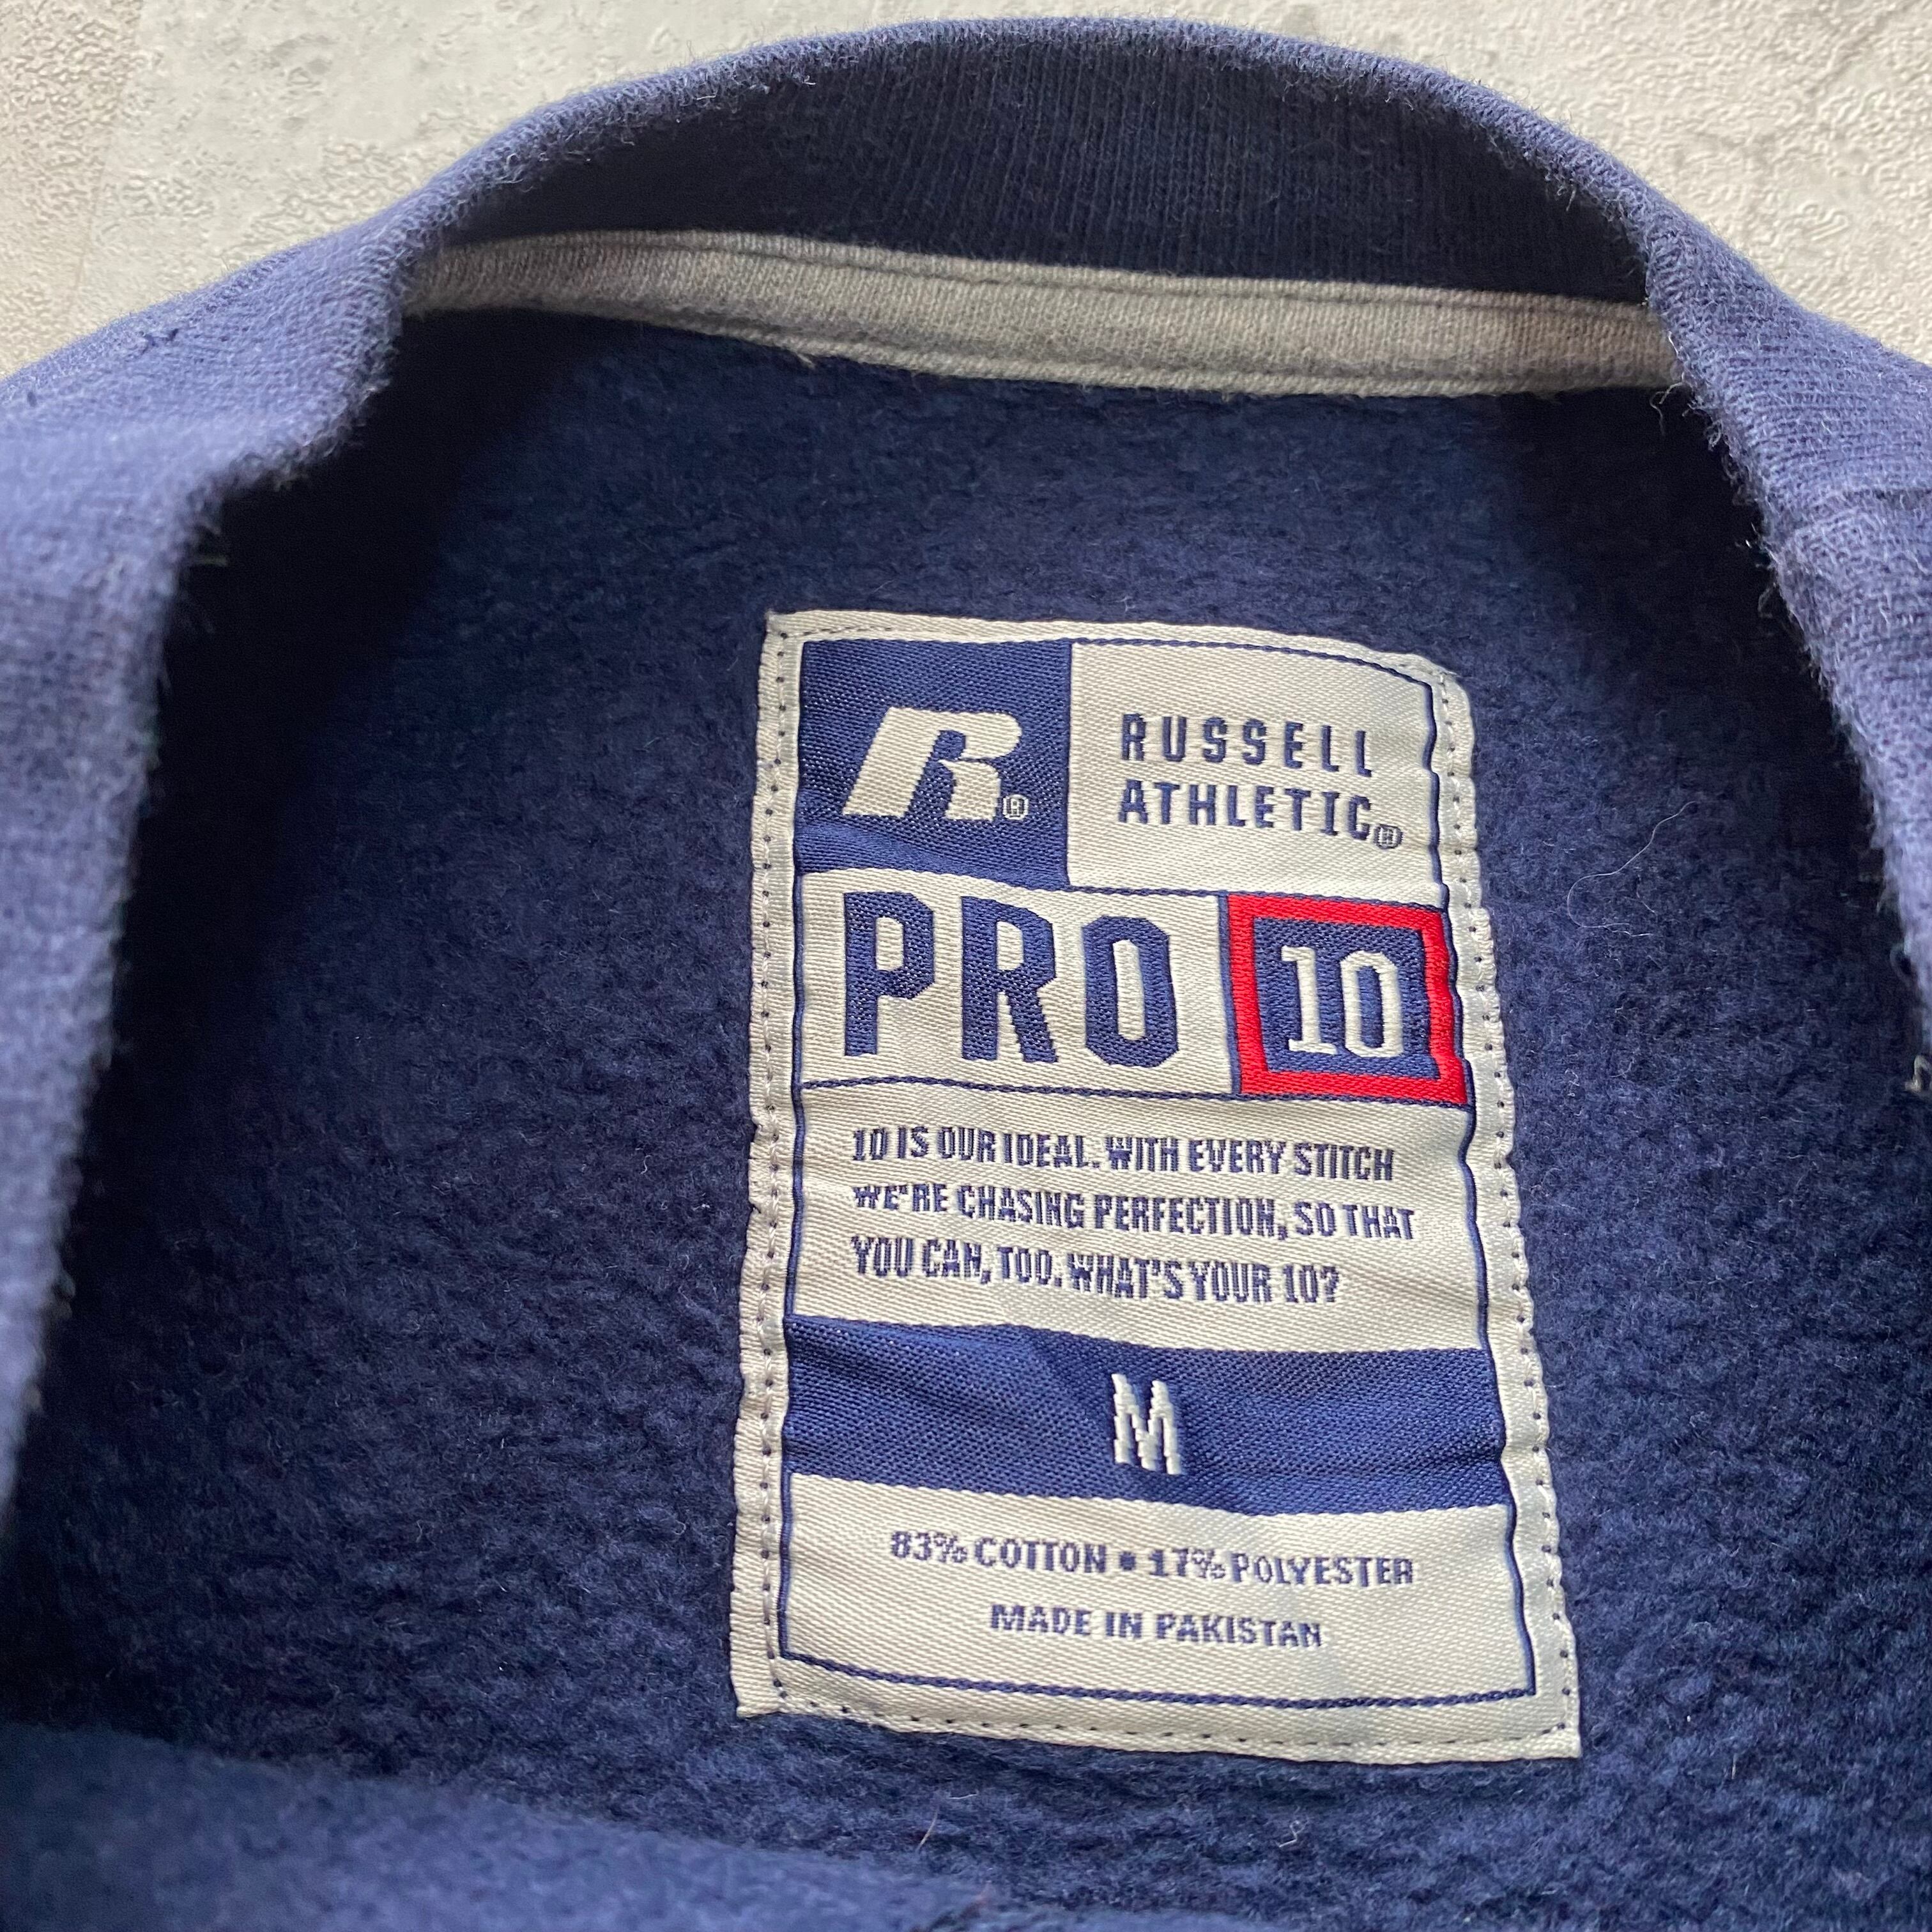 R®
RUSSELL
ATHLETIC®
PRO 10
10 IS OUR IDEAL. WITH EVERY STITCH
WE'RE CHASING PERFECTION, SO THAT
YOU CAN, TOO. WHAT'S YOUR 10?
M
83% COTTON • 17% POLYESTER
MADE IN PAKISTAN